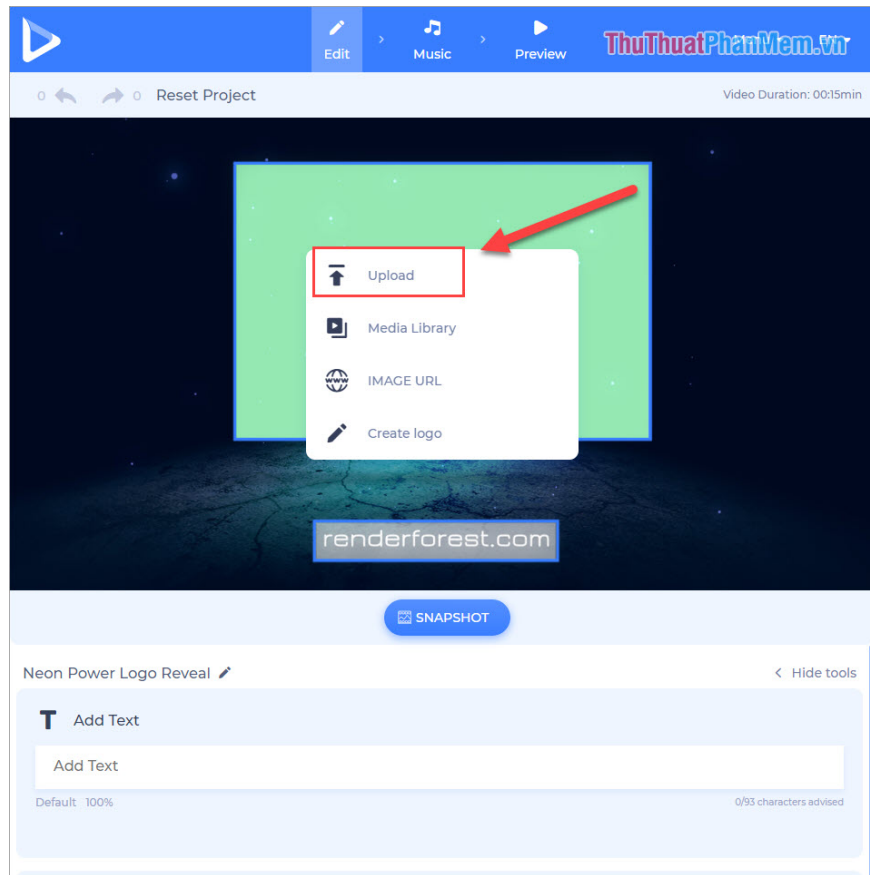 Edit
Music
Preview
ThuThuatPhanMem.vn
0
0
Reset Project
Video Duration: 00:15min
Upload
Media Library
www
IMAGE URL
Create logo
renderforest.com
SNAPSHOT
Neon Power Logo Reveal
Hide tools
T Add Text
Add Text
Default 100%
0/93 characters advised